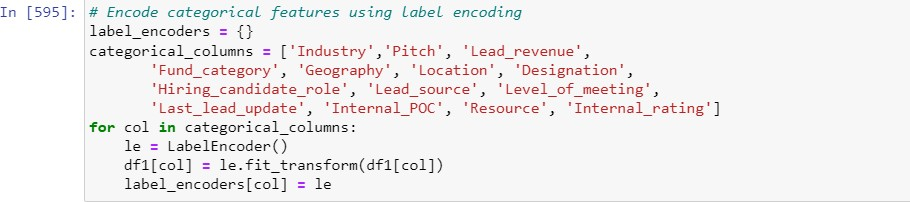 In [595]: # Encode categorical features using label encoding
label_encoders = {}
categorical_columns = ['Industry','Pitch', 'Lead_revenue',
        'Fund_category', 'Geography', 'Location', 'Designation',
        'Hiring_candidate_role', 'Lead_source', 'Level_of_meeting',
        'Last_lead_update', 'Internal_POC', 'Resource', 'Internal_rating']
for col in categorical_columns:
    le = LabelEncoder()
    df1[col] = le.fit_transform(df1[col])
    label_encoders[col] = le